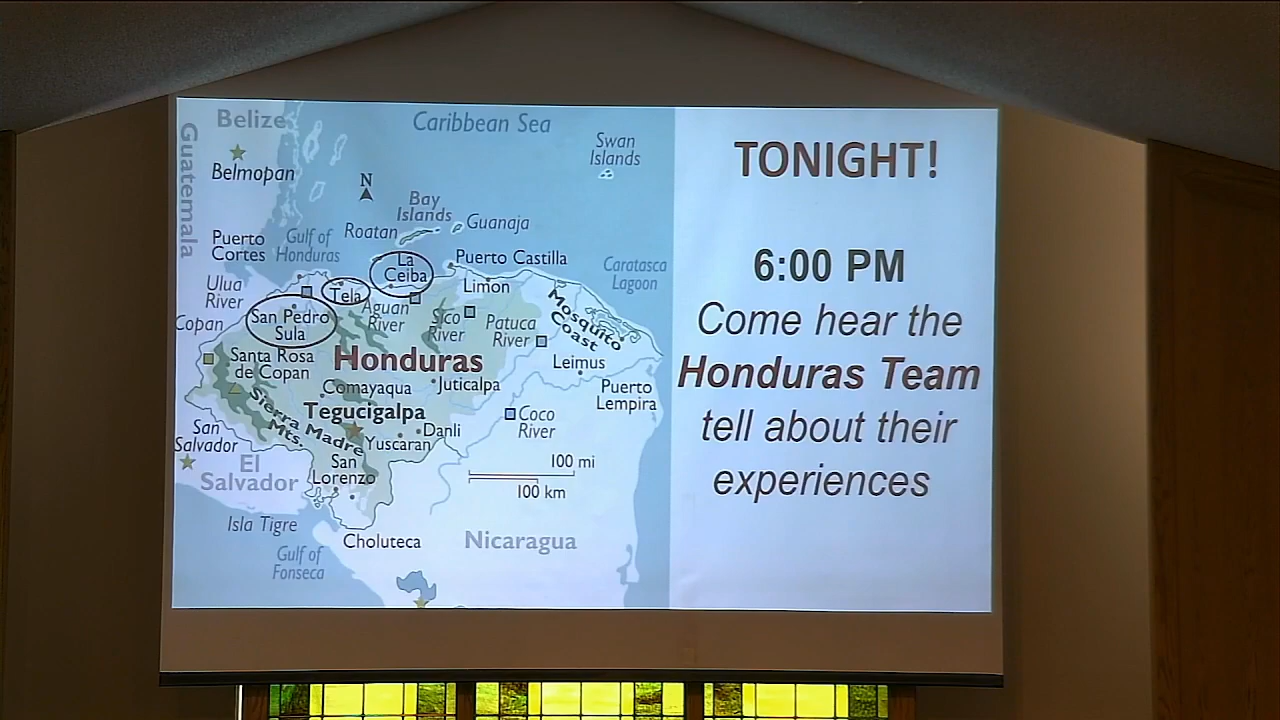 Belize
Caribbean Sea
Guatemala
Swan
Islands
Belmopan
N
Bay
Islands
Guanaja
Roatan
Puerto
Cortes
Gulf of
Honduras
La
Ceiba
Puerto Castilla
Caratasca
Lagoon
Ulua
River
Tela
Limon
Aguan
River
Mosquito
Coast
Copan
San Pedro
Sula
Sico
River
Patuca
River
Santa Rosa
de Copan
Honduras
Leimus
Comayaqua
Juticalpa
Puerto
Lempira
Sierra Madre
Mts.
Tegucigalpa
Coco
River
San
Salvador
Danli
Yuscaran
El
Salvador
San
Lorenzo
100 mi
100 km
Isla Tigre
Choluteca
Nicaragua
Gulf of
Fonseca
TONIGHT!
6:00 PM
Come hear the
Honduras Team
tell about their
experiences